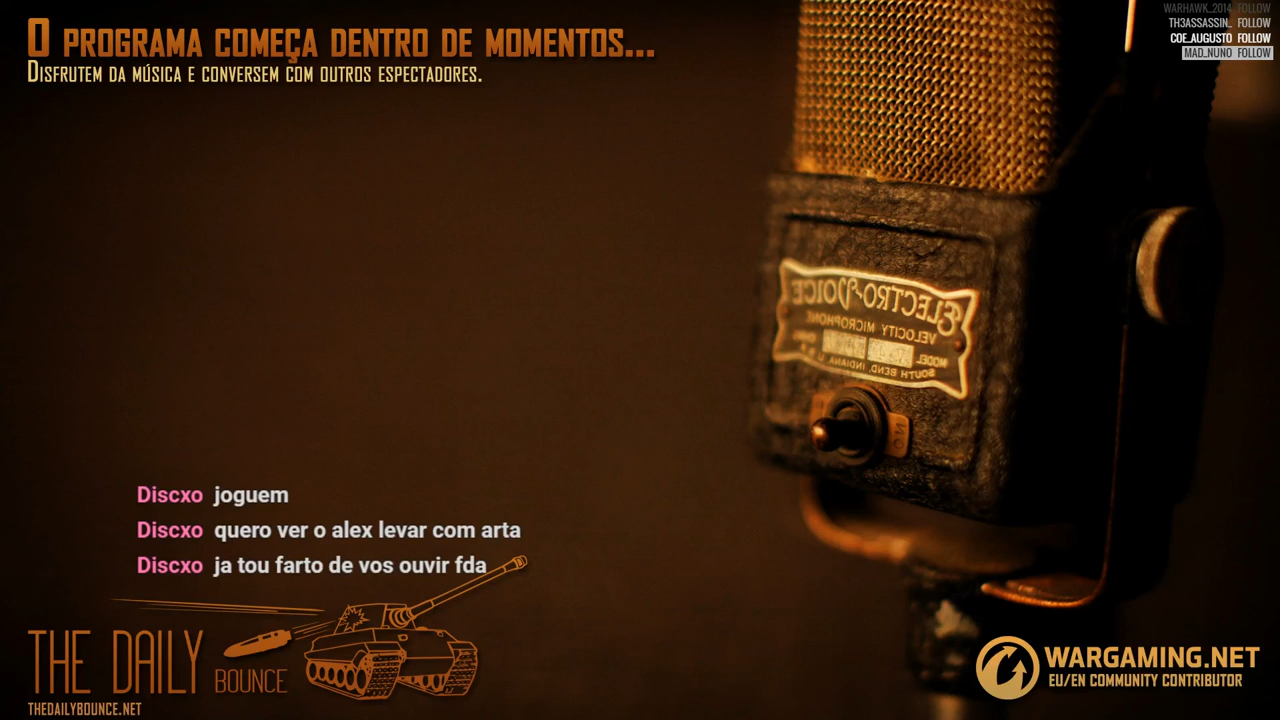 O programa começa dentro de momentos...
Disfrutem da música e conversem com outros espectadores.
WARHAWK_2014 FOLLOW
TH3ASSASSIN_ FOLLOW
COE_AUGUSTO FOLLOW
MAD_NUNO FOLLOW
Electro-Voice
VELOCITY MICROPHONE
MODEL
SOUTH BEND, INDIANA, U.S.A.
ON
Discxo joguem
Discxo quero ver o alex levar com arta
Discxo ja tou farto de vos ouvir fda
THE DAILY BOUNCE
THEDAILYBOUNCE.NET
WARGAMING.NET
EU/EN COMMUNITY CONTRIBUTOR